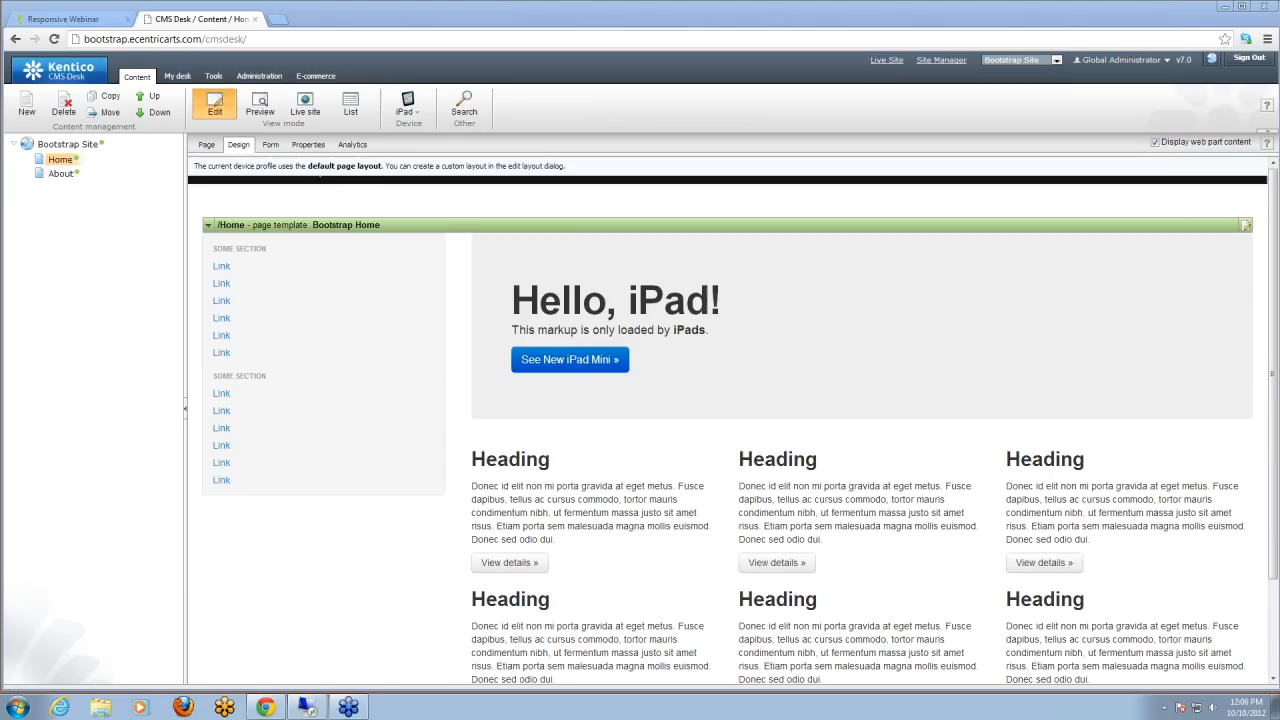 Responsive Webinar
CMS Desk / Content / Hon
bootstrap.ecentricarts.com/cmsdesk/
Kentico
CMS Desk
Content My desk Tools Administration E-commerce
Live Site Site Manager Bootstrap Site Global Administrator v7.0 Sign Out
New Delete Copy Move Up Down
Content management
Edit Preview Live site List
View mode
iPad
Device
Search
Other
?
Bootstrap Site
Home
About
Page Design Form Properties Analytics
Display web part content ?
The current device profile uses the default page layout. You can create a custom layout in the edit layout dialog.
/Home - page template: Bootstrap Home
SOME SECTION
Link
Link
Link
Link
Link
Link
SOME SECTION
Link
Link
Link
Link
Link
Link
Hello, iPad!
This markup is only loaded by iPads.
See New iPad Mini »
Heading
Donec id elit non mi porta gravida at eget metus. Fusce
dapibus, tellus ac cursus commodo, tortor mauris
condimentum nibh, ut fermentum massa justo sit amet
risus. Etiam porta sem malesuada magna mollis euismod.
Donec sed odio dui.
View details »
Heading
Donec id elit non mi porta gravida at eget metus. Fusce
dapibus, tellus ac cursus commodo, tortor mauris
condimentum nibh, ut fermentum massa justo sit amet
risus. Etiam porta sem malesuada magna mollis euismod.
Donec sed odio dui.
View details »
Heading
Donec id elit non mi porta gravida at eget metus. Fusce
dapibus, tellus ac cursus commodo, tortor mauris
condimentum nibh, ut fermentum massa justo sit amet
risus. Etiam porta sem malesuada magna mollis euismod.
Donec sed odio dui.
View details »
Heading
Donec id elit non mi porta gravida at eget metus. Fusce
dapibus, tellus ac cursus commodo, tortor mauris
condimentum nibh, ut fermentum massa justo sit amet
risus. Etiam porta sem malesuada magna mollis euismod.
Heading
Donec id elit non mi porta gravida at eget metus. Fusce
dapibus, tellus ac cursus commodo, tortor mauris
condimentum nibh, ut fermentum massa justo sit amet
risus. Etiam porta sem malesuada magna mollis euismod.
Heading
Donec id elit non mi porta gravida at eget metus. Fusce
dapibus, tellus ac cursus commodo, tortor mauris
condimentum nibh, ut fermentum massa justo sit amet
risus. Etiam porta sem malesuada magna mollis euismod.
12:06 PM
10/10/2012